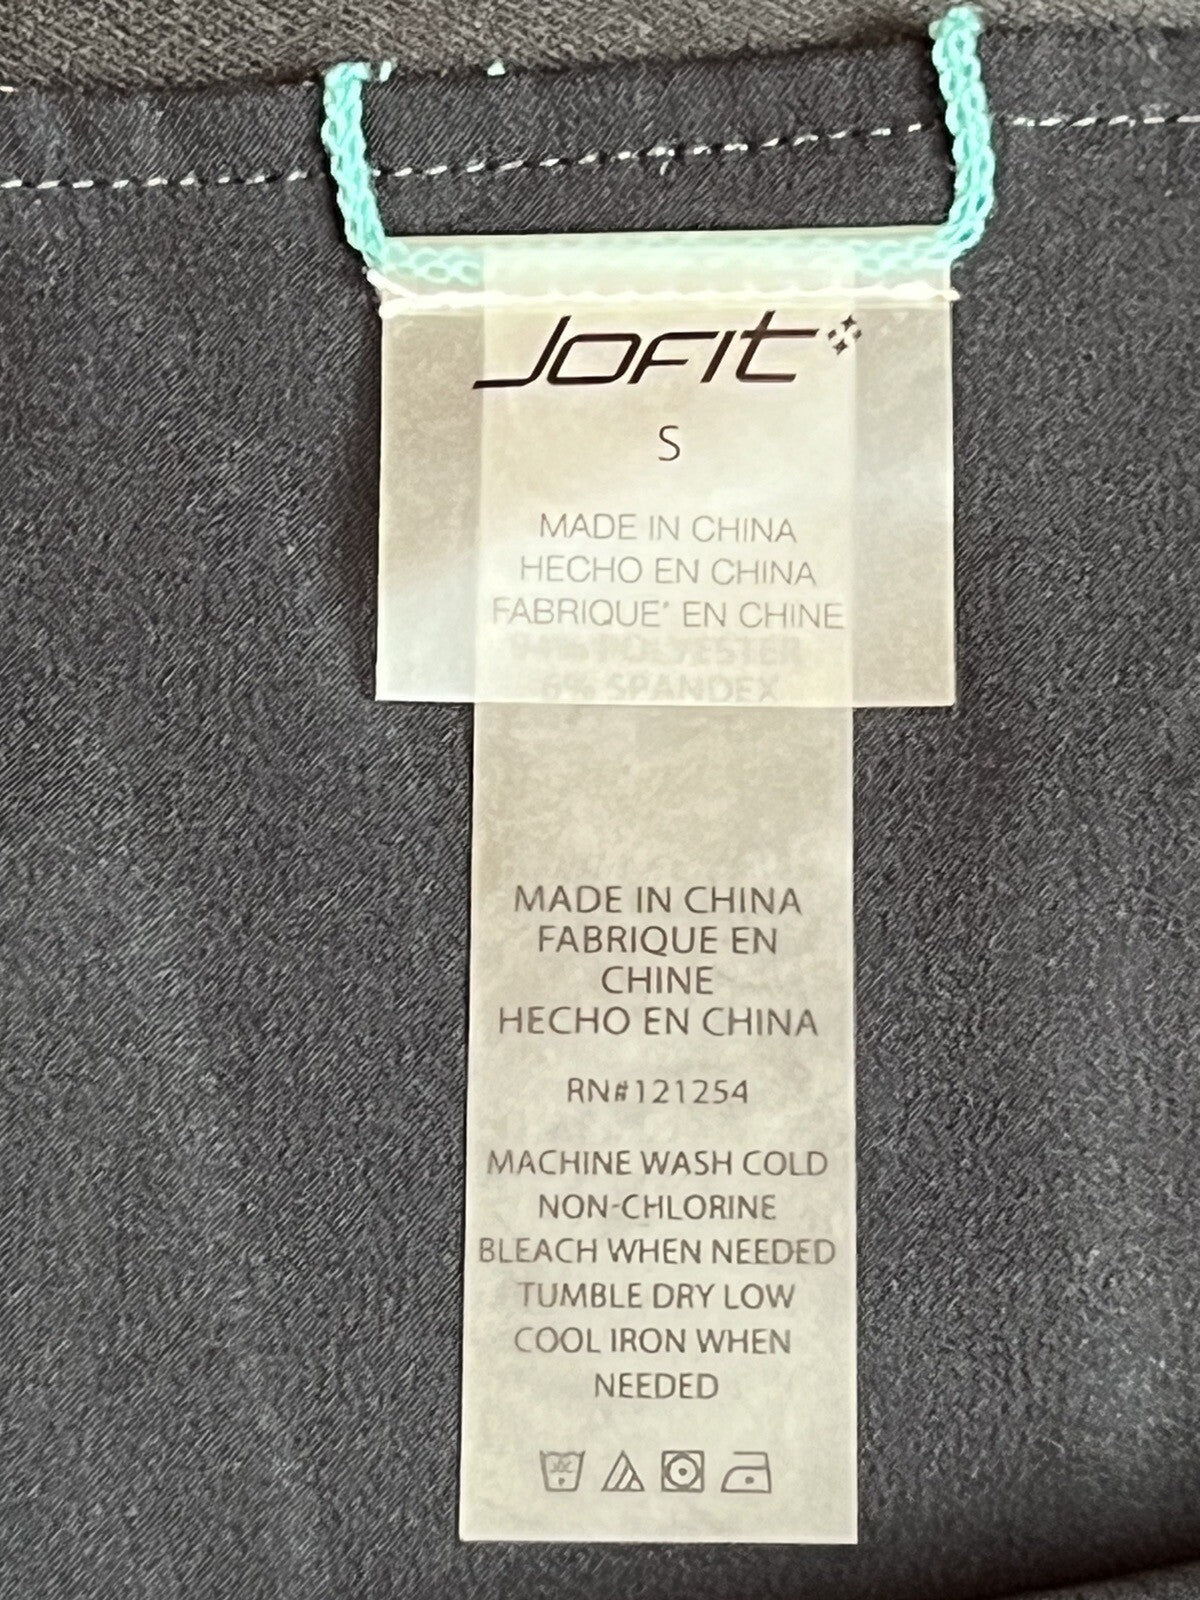 JOFIT
S
MADE IN CHINA
HECHO EN CHINA
FABRIQUE' EN CHINE
94% POLYESTER
6% SPANDEX
MADE IN CHINA
FABRIQUE EN
CHINE
HECHO EN CHINA
RN#121254
MACHINE WASH COLD
NON-CHLORINE
BLEACH WHEN NEEDED
TUMBLE DRY LOW
COOL IRON WHEN
NEEDED